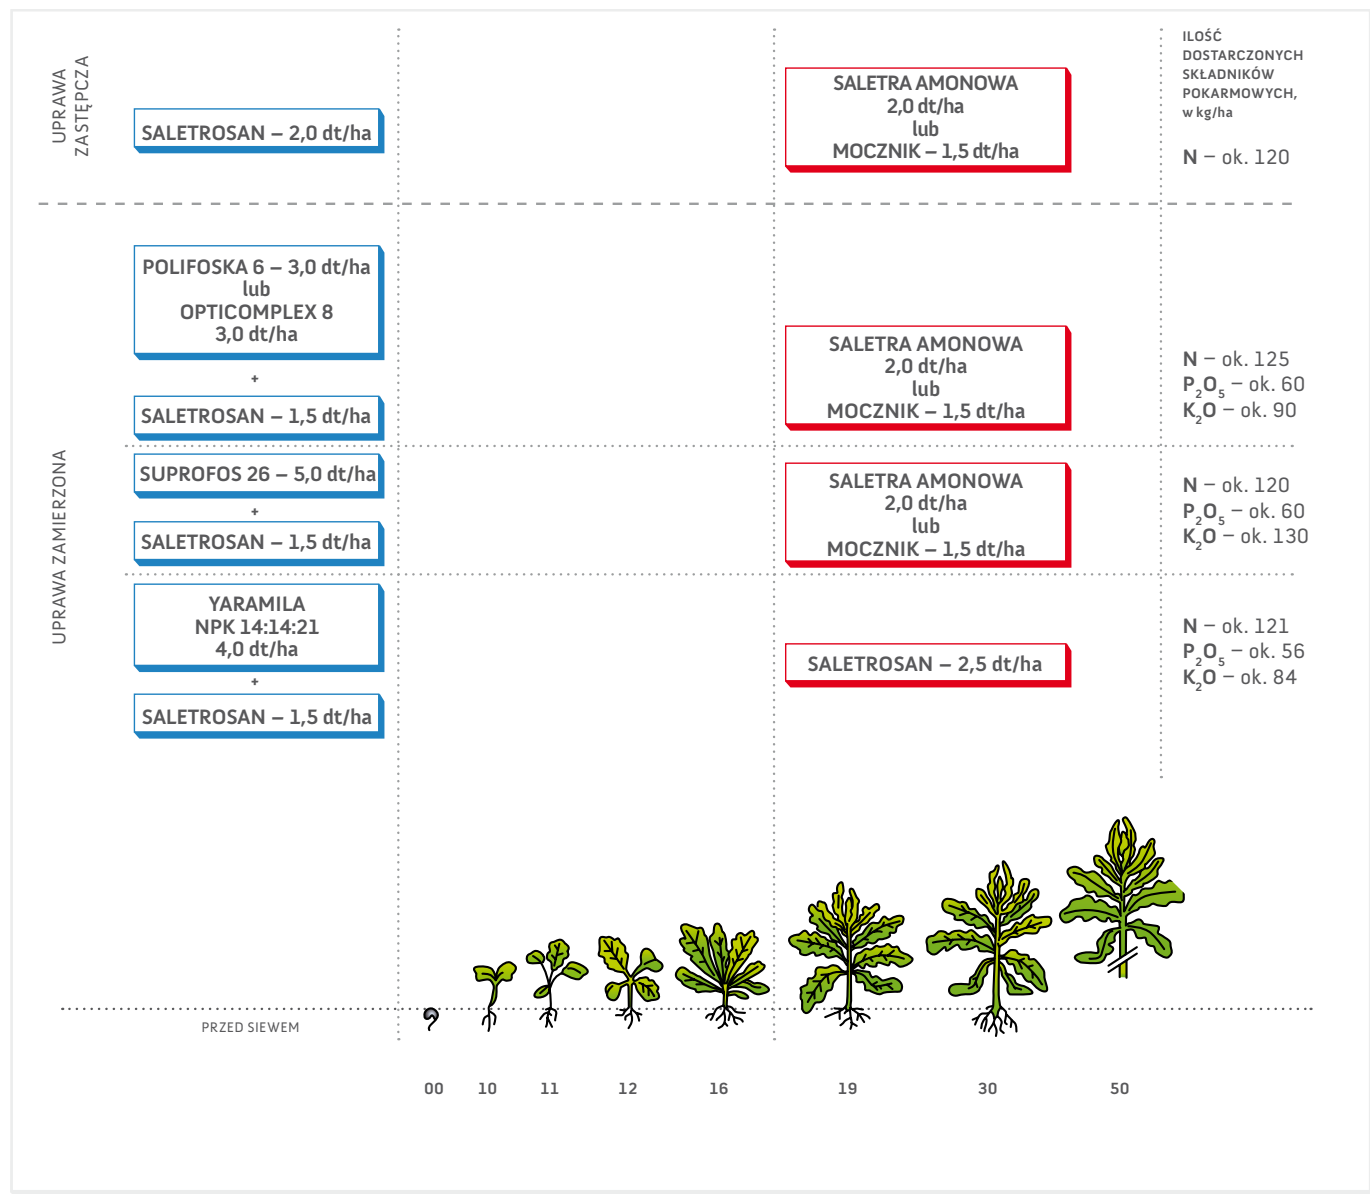 UPRAWA
ZASTĘPCZA
SALETROSAN – 2,0 dt/ha
SALETRA AMONOWA
2,0 dt/ha
lub
MOCZNIK – 1,5 dt/ha
ILOŚĆ
DOSTARCZONYCH
SKŁADNIKÓW
POKARMOWYCH,
w kg/ha
N – ok. 120
UPRAWA ZAMIERZONA
POLIFOSKA 6 – 3,0 dt/ha
lub
OPTICOMPLEX 8
3,0 dt/ha
+
SALETROSAN – 1,5 dt/ha
SALETRA AMONOWA
2,0 dt/ha
lub
MOCZNIK – 1,5 dt/ha
N – ok. 125
P₂O₅ – ok. 60
K₂O – ok. 90
SUPROFOS 26 – 5,0 dt/ha
+
SALETROSAN – 1,5 dt/ha
SALETRA AMONOWA
2,0 dt/ha
lub
MOCZNIK – 1,5 dt/ha
N – ok. 120
P₂O₅ – ok. 60
K₂O – ok. 130
YARAMILA
NPK 14:14:21
4,0 dt/ha
+
SALETROSAN – 1,5 dt/ha
SALETROSAN – 2,5 dt/ha
N – ok. 121
P₂O₅ – ok. 56
K₂O – ok. 84
PRZED SIEWEM
00 10 11 12 16 19 30 50